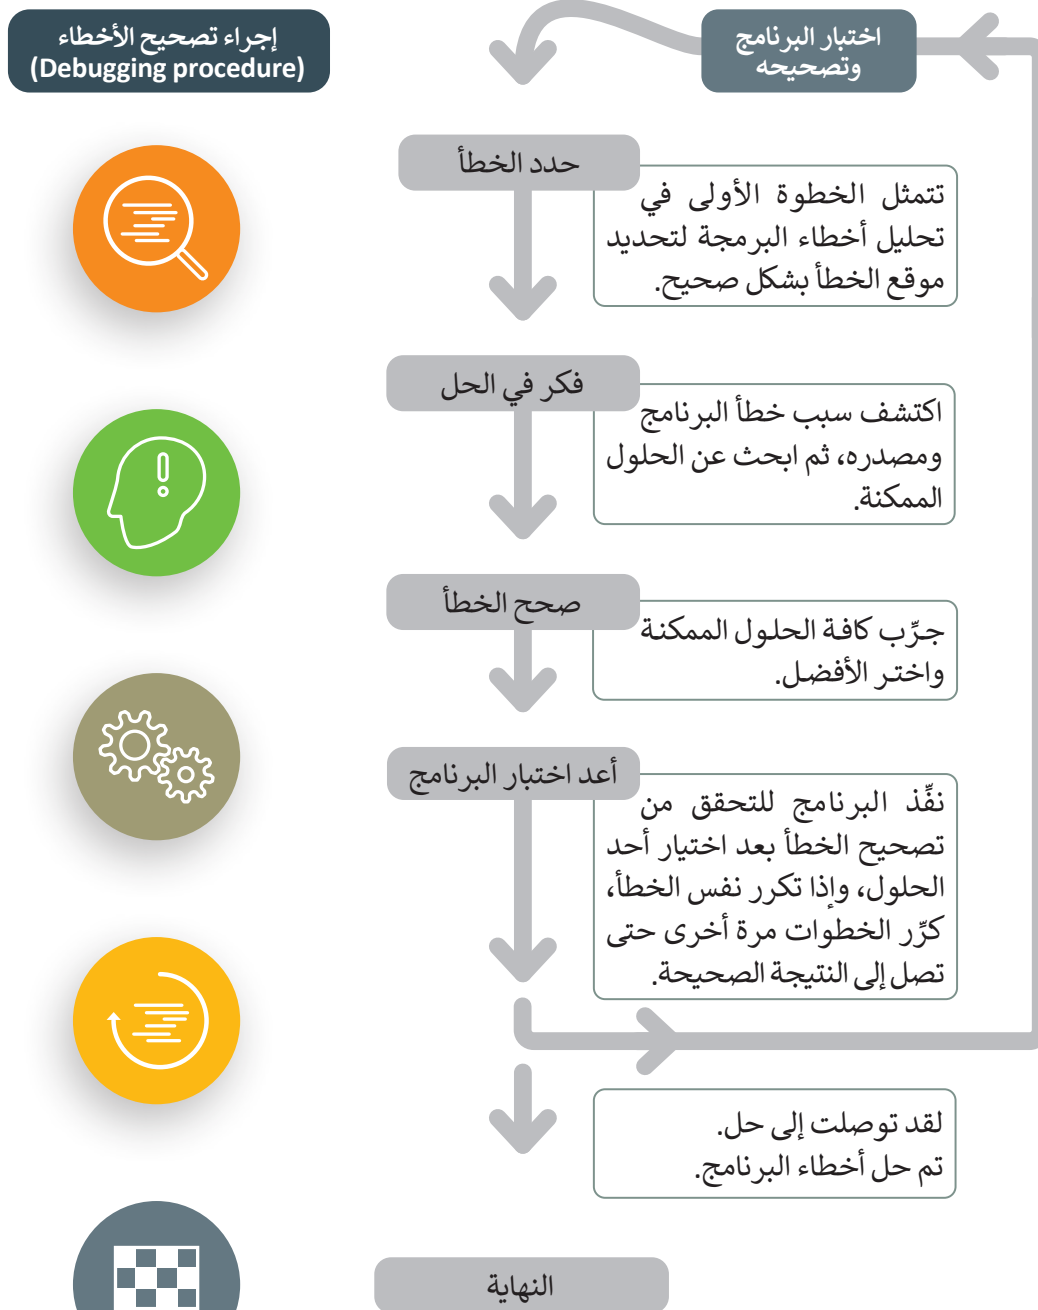 إجراء تصحيح الأخطاء
(Debugging procedure)
اختبار البرنامج
وتصحيحه
حدد الخطأ
تتمثل الخطوة الأولى في
تحليل أخطاء البرمجة لتحديد
موقع الخطأ بشكل صحيح.
فكر في الحل
اكتشف سبب خطأ البرنامج
ومصدره، ثم ابحث عن الحلول
الممكنة.
صحح الخطأ
جرِّب كافة الحلول الممكنة
واختر الأفضل.
أعد اختبار البرنامج
نفِّذ البرنامج للتحقق من
تصحيح الخطأ بعد اختيار أحد
الحلول، وإذا تكرر نفس الخطأ،
كرِّر الخطوات مرة أخرى حتى
تصل إلى النتيجة الصحيحة.
لقد توصلت إلى حل.
تم حل أخطاء البرنامج.
النهاية